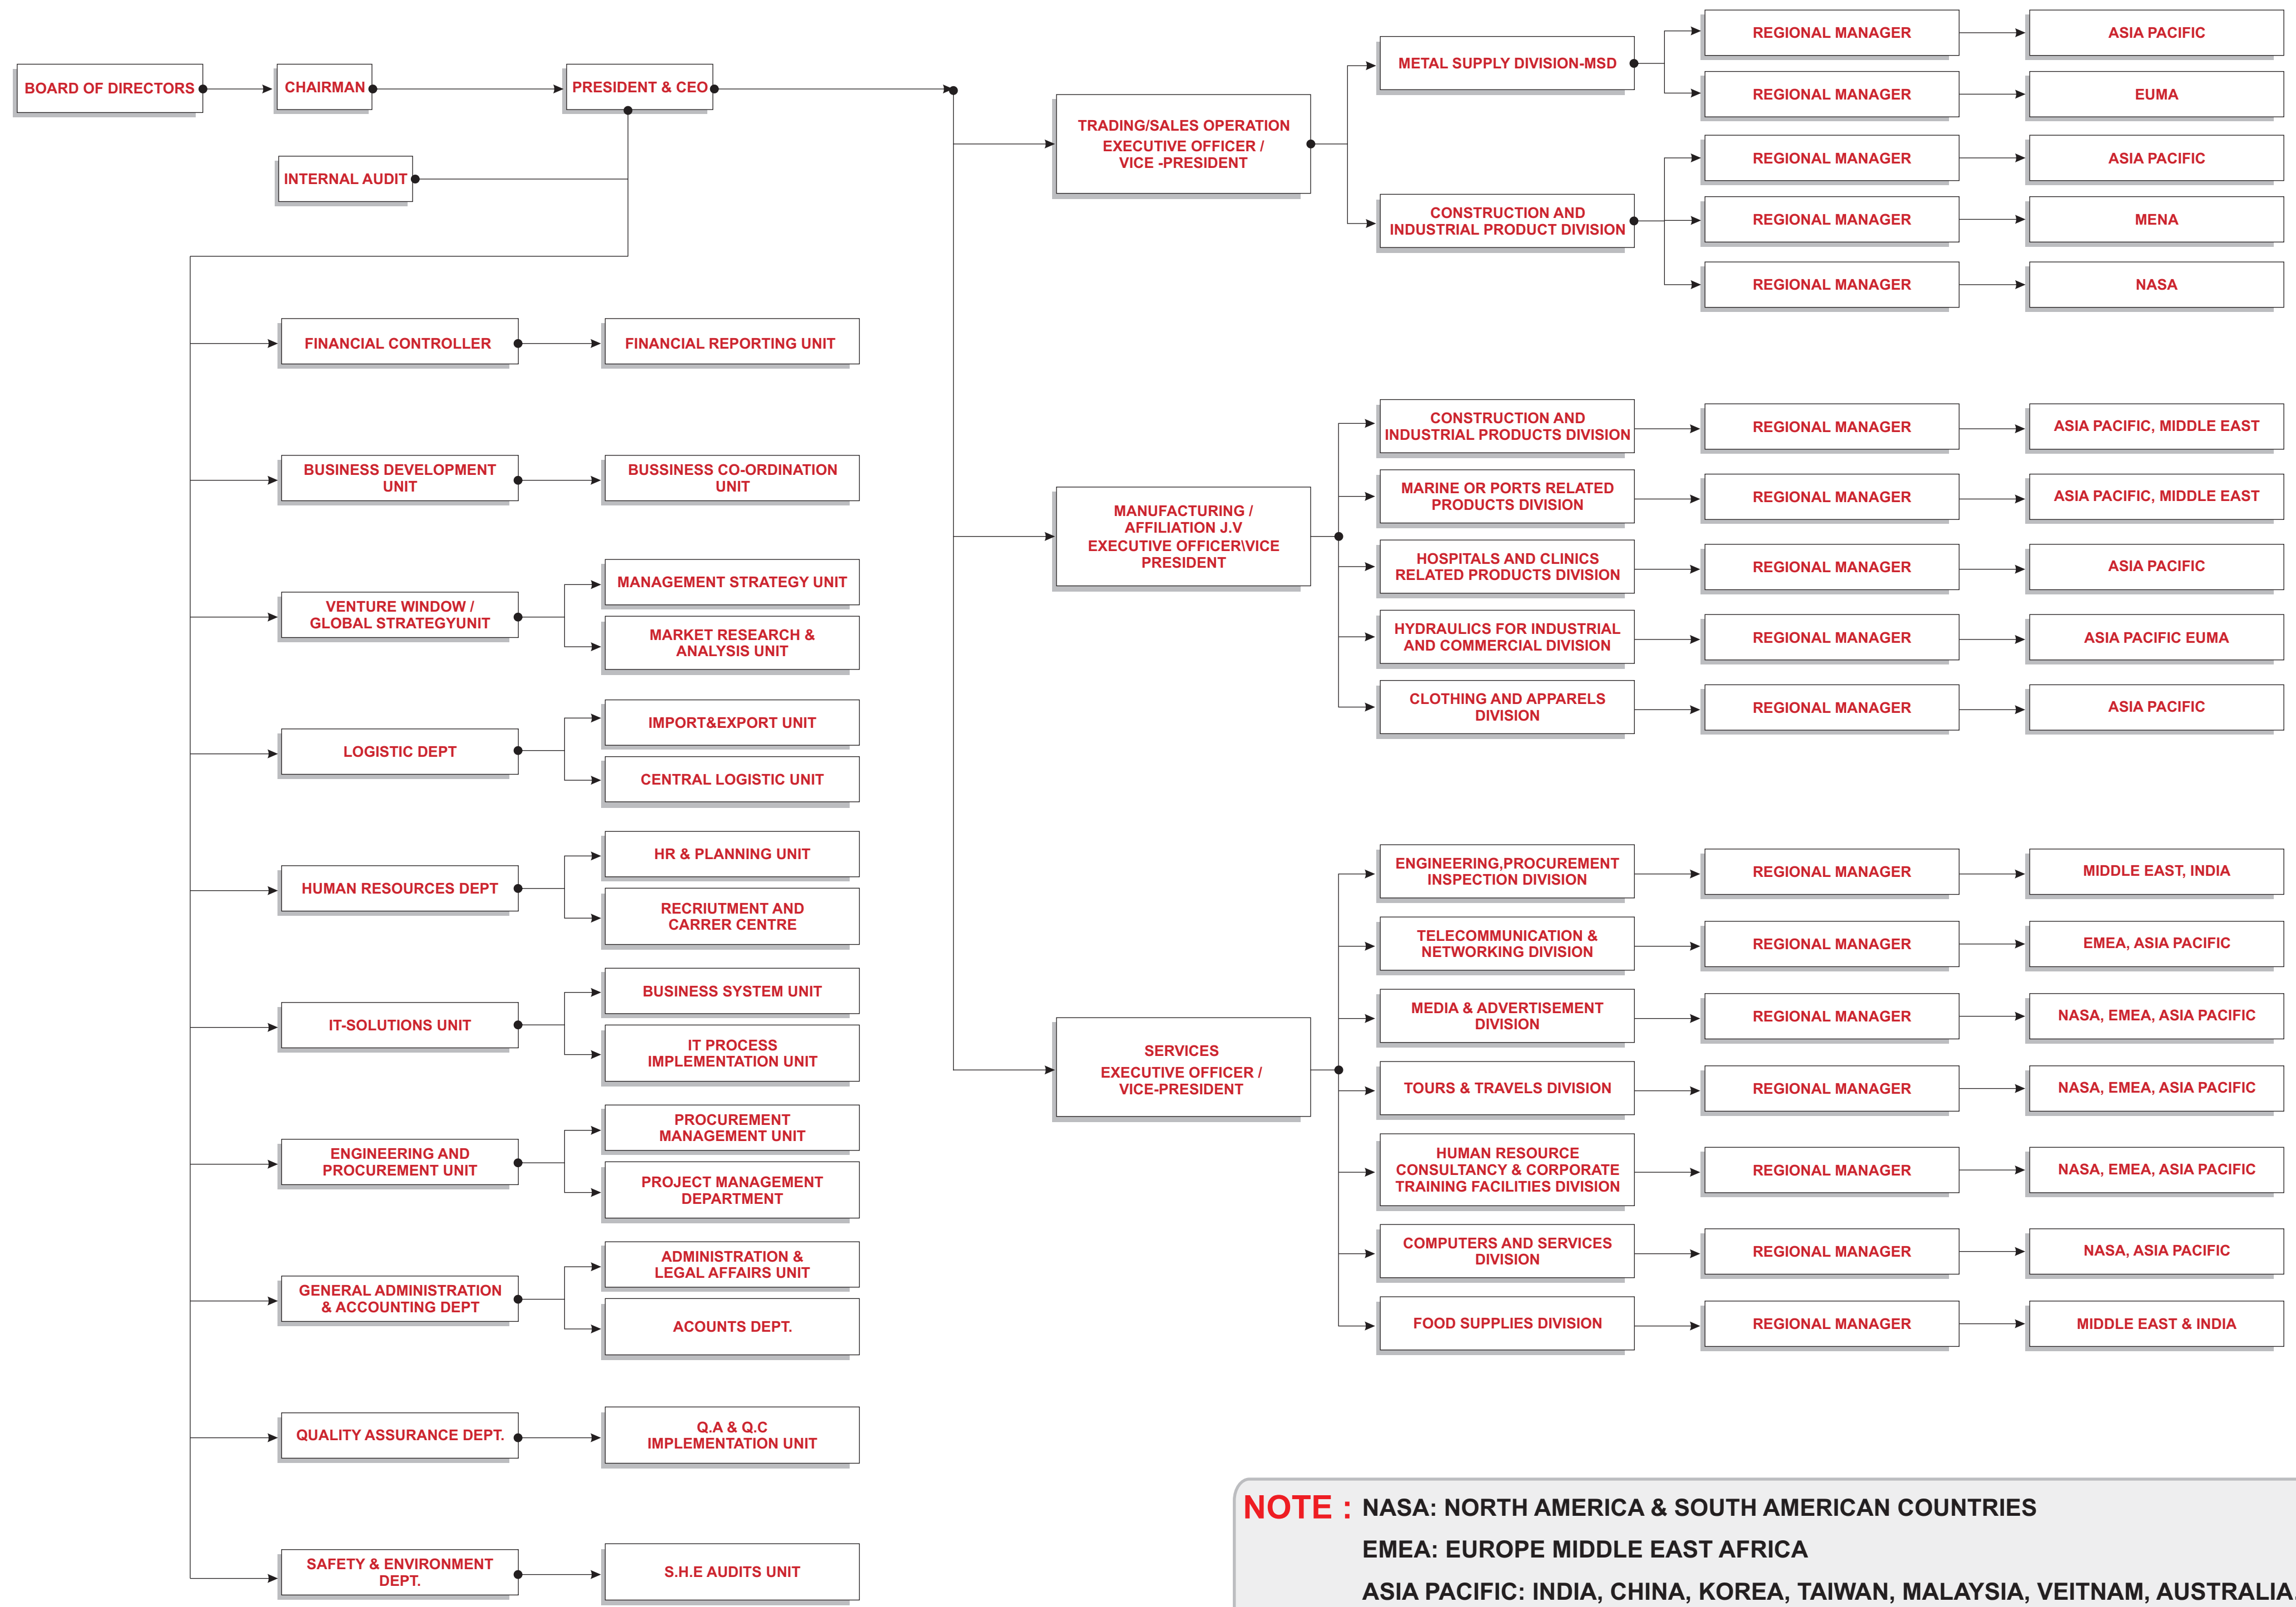 BOARD OF DIRECTORS
CHAIRMAN
PRESIDENT & CEO
INTERNAL AUDIT
FINANCIAL CONTROLLER
FINANCIAL REPORTING UNIT
BUSINESS DEVELOPMENT
UNIT
BUSSINESS CO-ORDINATION
UNIT
VENTURE WINDOW /
GLOBAL STRATEGYUNIT
MANAGEMENT STRATEGY UNIT
MARKET RESEARCH &
ANALYSIS UNIT
LOGISTIC DEPT
IMPORT&EXPORT UNIT
CENTRAL LOGISTIC UNIT
HUMAN RESOURCES DEPT
HR & PLANNING UNIT
RECRIUTMENT AND
CARRER CENTRE
IT-SOLUTIONS UNIT
BUSINESS SYSTEM UNIT
IT PROCESS
IMPLEMENTATION UNIT
ENGINEERING AND
PROCUREMENT UNIT
PROCUREMENT
MANAGEMENT UNIT
PROJECT MANAGEMENT
DEPARTMENT
GENERAL ADMINISTRATION
& ACCOUNTING DEPT
ADMINISTRATION &
LEGAL AFFAIRS UNIT
ACOUNTS DEPT.
QUALITY ASSURANCE DEPT.
Q.A & Q.C
IMPLEMENTATION UNIT
SAFETY & ENVIRONMENT
DEPT.
S.H.E AUDITS UNIT
TRADING/SALES OPERATION
EXECUTIVE OFFICER /
VICE -PRESIDENT
METAL SUPPLY DIVISION-MSD
REGIONAL MANAGER
ASIA PACIFIC
REGIONAL MANAGER
EUMA
CONSTRUCTION AND
INDUSTRIAL PRODUCT DIVISION
REGIONAL MANAGER
ASIA PACIFIC
REGIONAL MANAGER
MENA
REGIONAL MANAGER
NASA
MANUFACTURING /
AFFILIATION J.V
EXECUTIVE OFFICER\VICE
PRESIDENT
CONSTRUCTION AND
INDUSTRIAL PRODUCTS DIVISION
REGIONAL MANAGER
ASIA PACIFIC, MIDDLE EAST
MARINE OR PORTS RELATED
PRODUCTS DIVISION
REGIONAL MANAGER
ASIA PACIFIC, MIDDLE EAST
HOSPITALS AND CLINICS
RELATED PRODUCTS DIVISION
REGIONAL MANAGER
ASIA PACIFIC
HYDRAULICS FOR INDUSTRIAL
AND COMMERCIAL DIVISION
REGIONAL MANAGER
ASIA PACIFIC EUMA
CLOTHING AND APPARELS
DIVISION
REGIONAL MANAGER
ASIA PACIFIC
SERVICES
EXECUTIVE OFFICER /
VICE-PRESIDENT
ENGINEERING,PROCUREMENT
INSPECTION DIVISION
REGIONAL MANAGER
MIDDLE EAST, INDIA
TELECOMMUNICATION &
NETWORKING DIVISION
REGIONAL MANAGER
EMEA, ASIA PACIFIC
MEDIA & ADVERTISEMENT
DIVISION
REGIONAL MANAGER
NASA, EMEA, ASIA PACIFIC
TOURS & TRAVELS DIVISION
REGIONAL MANAGER
NASA, EMEA, ASIA PACIFIC
HUMAN RESOURCE
CONSULTANCY & CORPORATE
TRAINING FACILITIES DIVISION
REGIONAL MANAGER
NASA, EMEA, ASIA PACIFIC
COMPUTERS AND SERVICES
DIVISION
REGIONAL MANAGER
NASA, ASIA PACIFIC
FOOD SUPPLIES DIVISION
REGIONAL MANAGER
MIDDLE EAST & INDIA
NOTE : NASA: NORTH AMERICA & SOUTH AMERICAN COUNTRIES
EMEA: EUROPE MIDDLE EAST AFRICA
ASIA PACIFIC: INDIA, CHINA, KOREA, TAIWAN, MALAYSIA, VEITNAM, AUSTRALIA